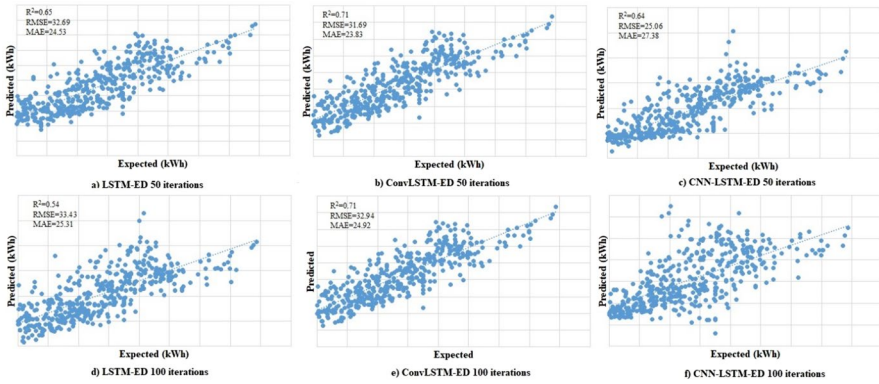 R²=0.65
RMSE=32.69
MAE=24.53
Predicted (kWh)
Expected (kWh)
a) LSTM-ED 50 iterations
R²=0.71
RMSE=31.69
MAE=23.83
Predicted (kWh)
Expected (kWh)
b) ConvLSTM-ED 50 iterations
R²=0.64
RMSE=25.06
MAE=27.38
Predicted (kWh)
Expected (kWh)
c) CNN-LSTM-ED 50 iterations
R²=0.54
RMSE=33.43
MAE=25.31
Predicted (kWh)
Expected (kWh)
d) LSTM-ED 100 iterations
R²=0.71
RMSE=32.94
MAE=24.92
Predicted
Expected
e) ConvLSTM-ED 100 iterations
Predicted (kWh)
Expected (kWh)
f) CNN-LSTM-ED 100 iterations